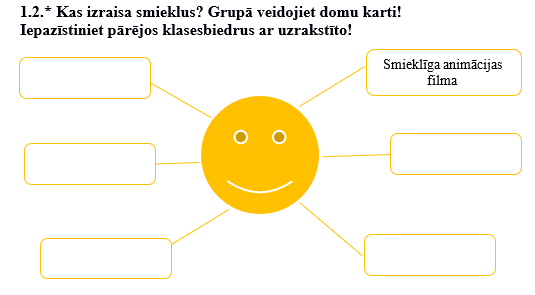 1.2.* Kas izraisa smieklus? Grupā veidojiet domu karti!
Iepazīstiniet pārējos klasesbiedrus ar uzrakstīto!
Smieklīga animācijas
filma